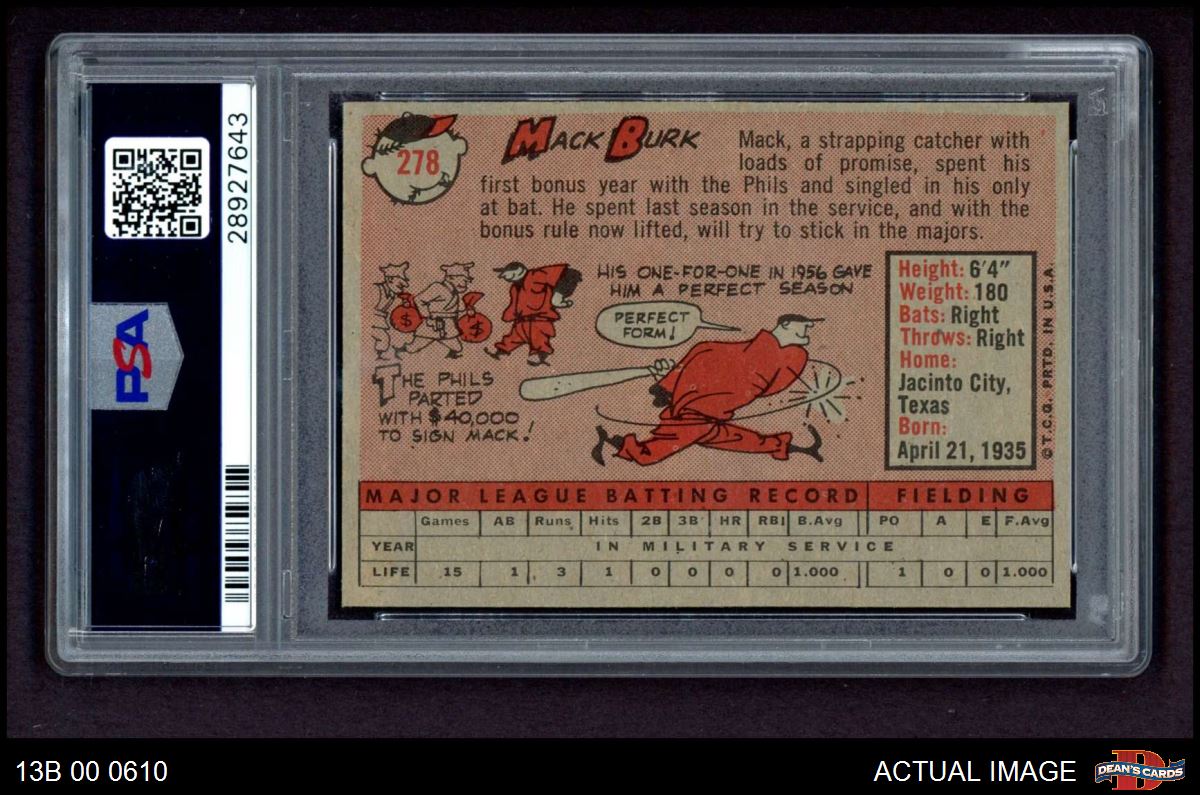 28927643
PSA
278
MACK BURK
Mack, a strapping catcher with
loads of promise, spent his
first bonus year with the Phils and singled in his only
at bat. He spent last season in the service, and with the
bonus rule now lifted, will try to stick in the majors.
$
$
THE PHILS
PARTED
WITH $40,000
TO SIGN MACK!
HIS ONE-FOR-ONE IN 1956 GAVE
HIM A PERFECT SEASON
PERFECT
FORM!
Height: 6'4"
Weight: 180
Bats: Right
Throws: Right
Home:
Jacinto City,
Texas
Born:
April 21, 1935
© T.C.G. PRTD. IN U.S.A.
MAJOR LEAGUE BATTING RECORD FIELDING
Games AB Runs Hits 2B 3B HR RBI B.Avg PO A E F.Avg
YEAR IN MILITARY SERVICE
LIFE 15 1 3 1 0 0 0 0 1.000 1 0 0 1.000
13B 00 0610
ACTUAL IMAGE
D
DEAN'S CARDS